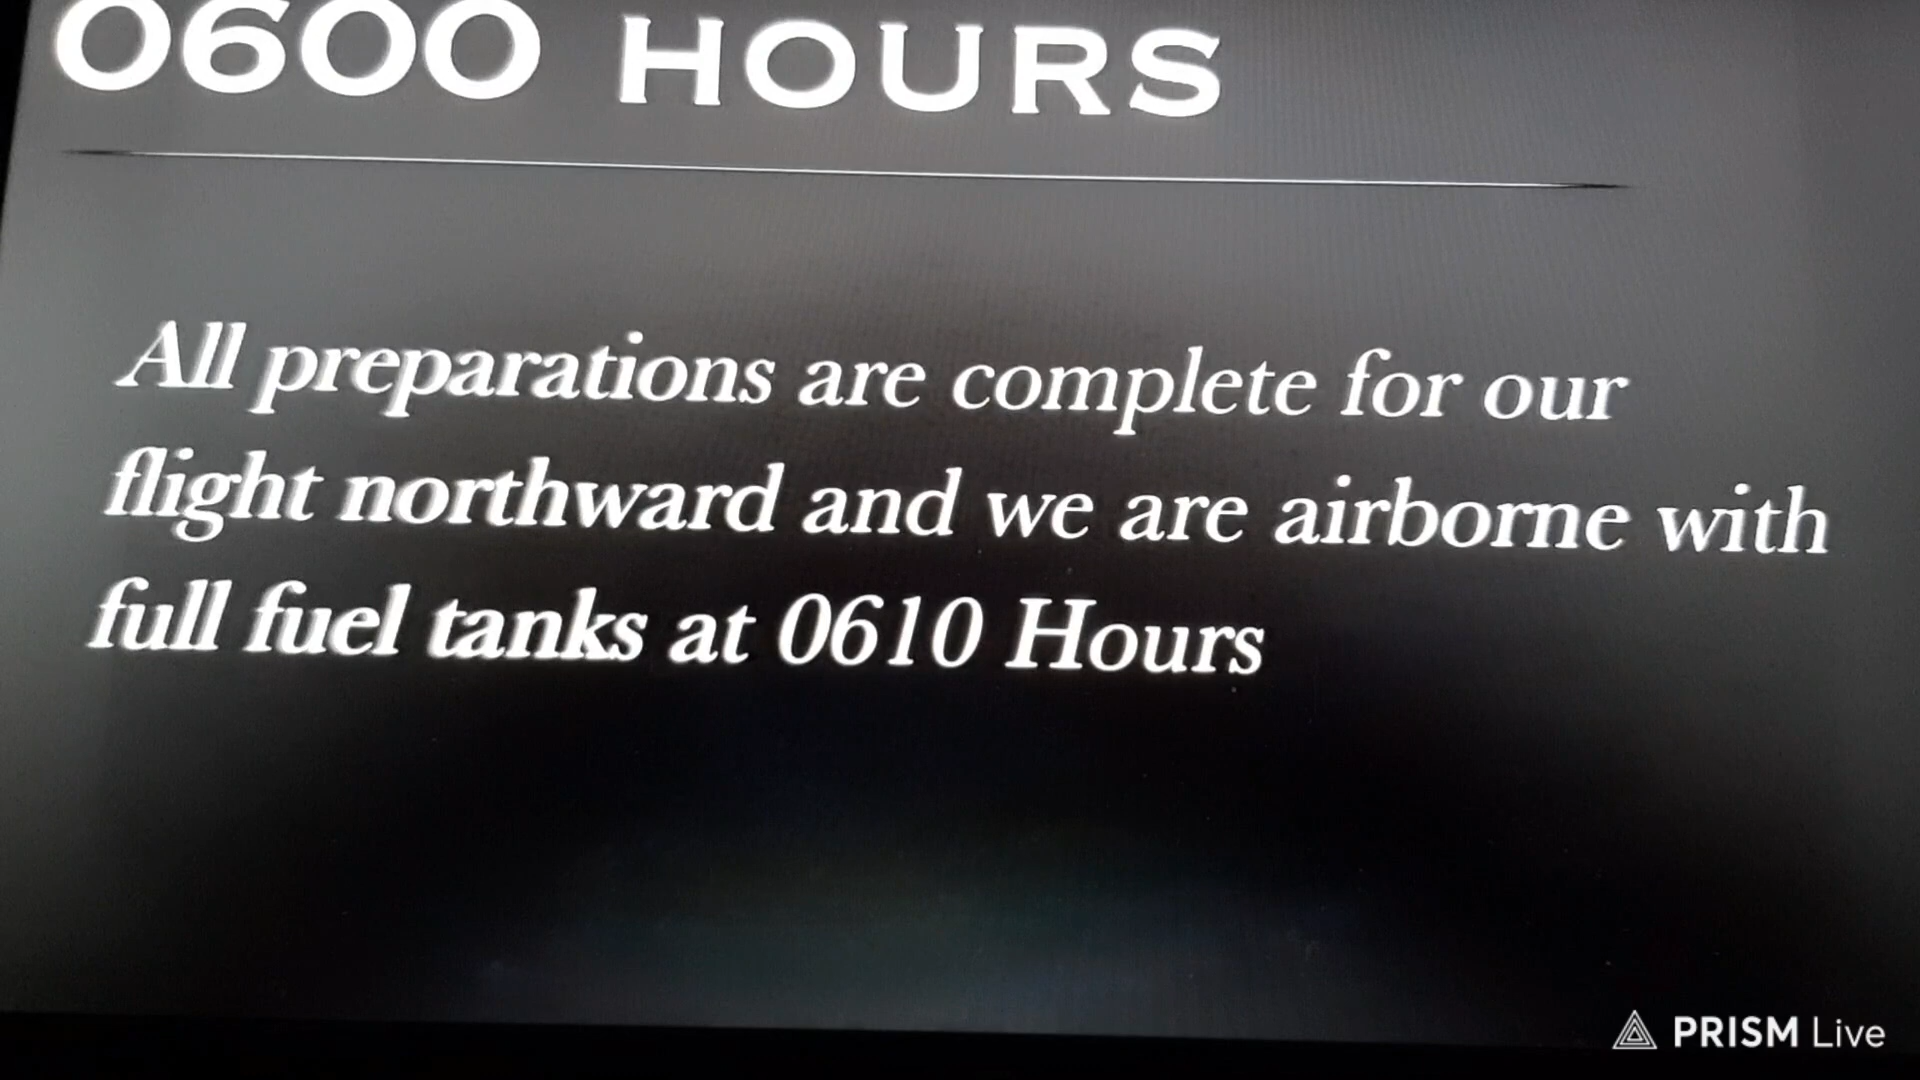 0600 HOURS
All preparations are complete for our
flight northward and we are airborne with
full fuel tanks at 0610 Hours
PRISM Live